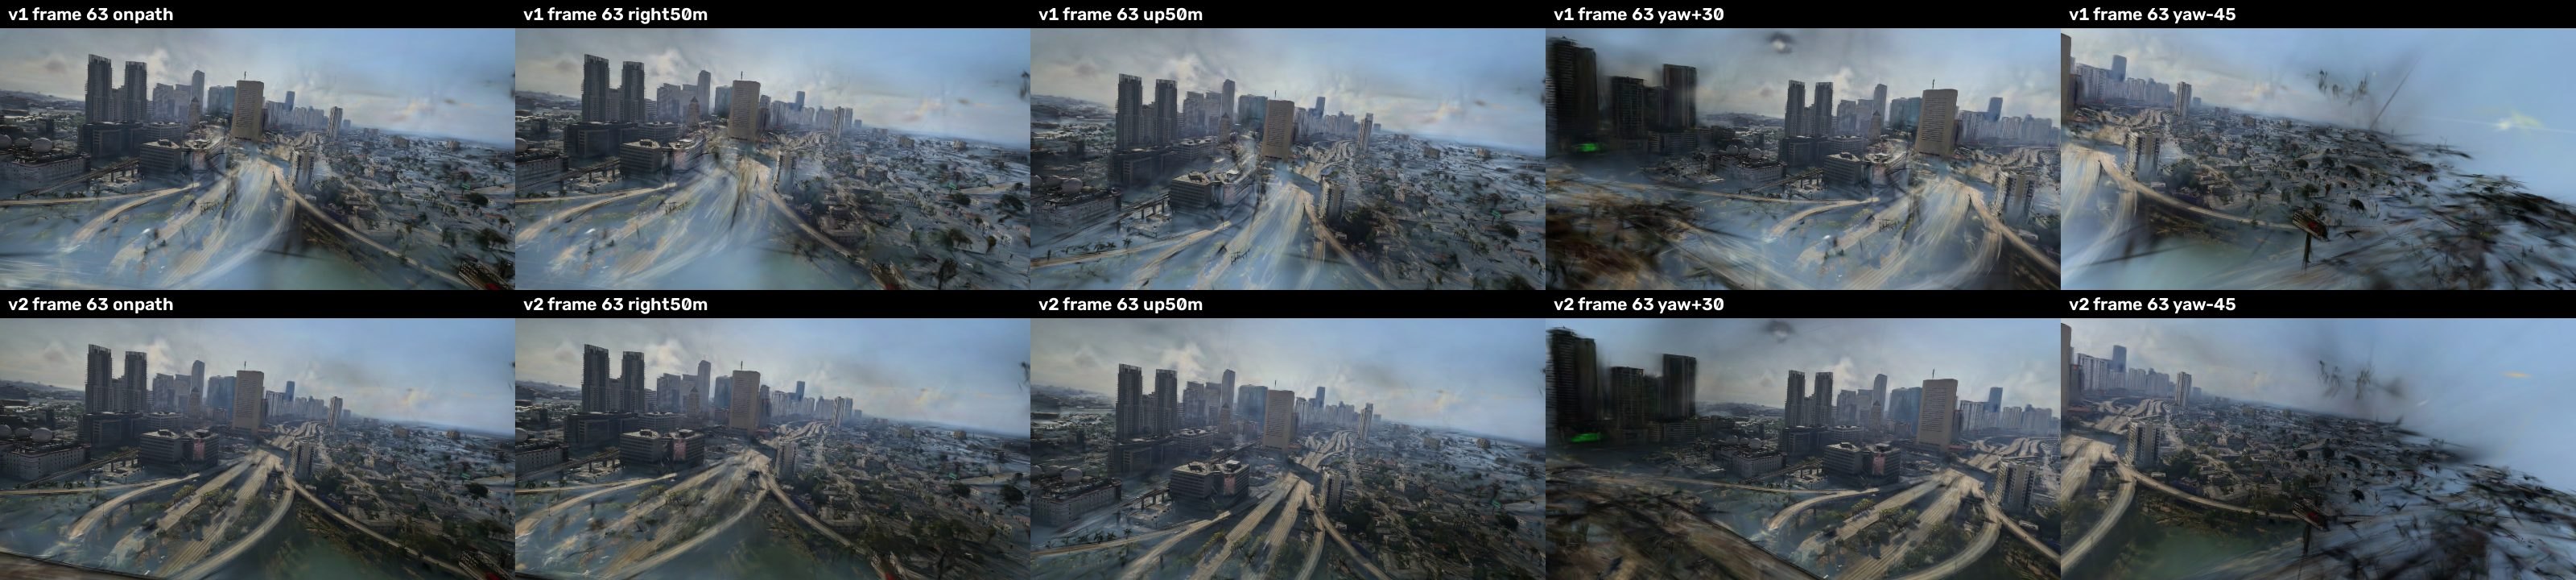 v1 frame 63 onpath
v1 frame 63 right50m
v1 frame 63 up50m
v1 frame 63 yaw+30
v1 frame 63 yaw-45
v2 frame 63 onpath
v2 frame 63 right50m
v2 frame 63 up50m
v2 frame 63 yaw+30
v2 frame 63 yaw-45